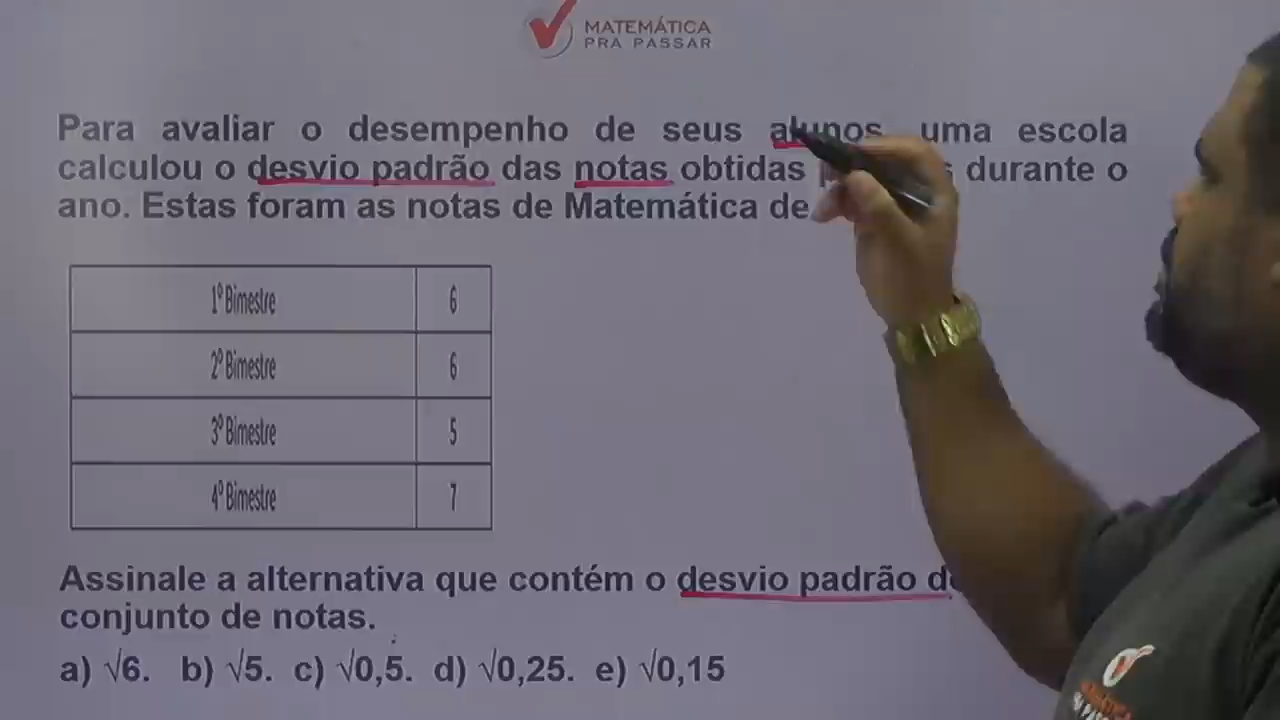 MATEMÁTICA
PRA PASSAR
Para avaliar o desempenho de seus alunos, uma escola
calculou o desvio padrão das notas obtidas durante o
ano. Estas foram as notas de Matemática de
1º Bimestre 6
2º Bimestre 6
3º Bimestre 5
4º Bimestre 7
Assinale a alternativa que contém o desvio padrão
conjunto de notas.
a) √6. b) √5. c) √0,5. d) √0,25. e) √0,15